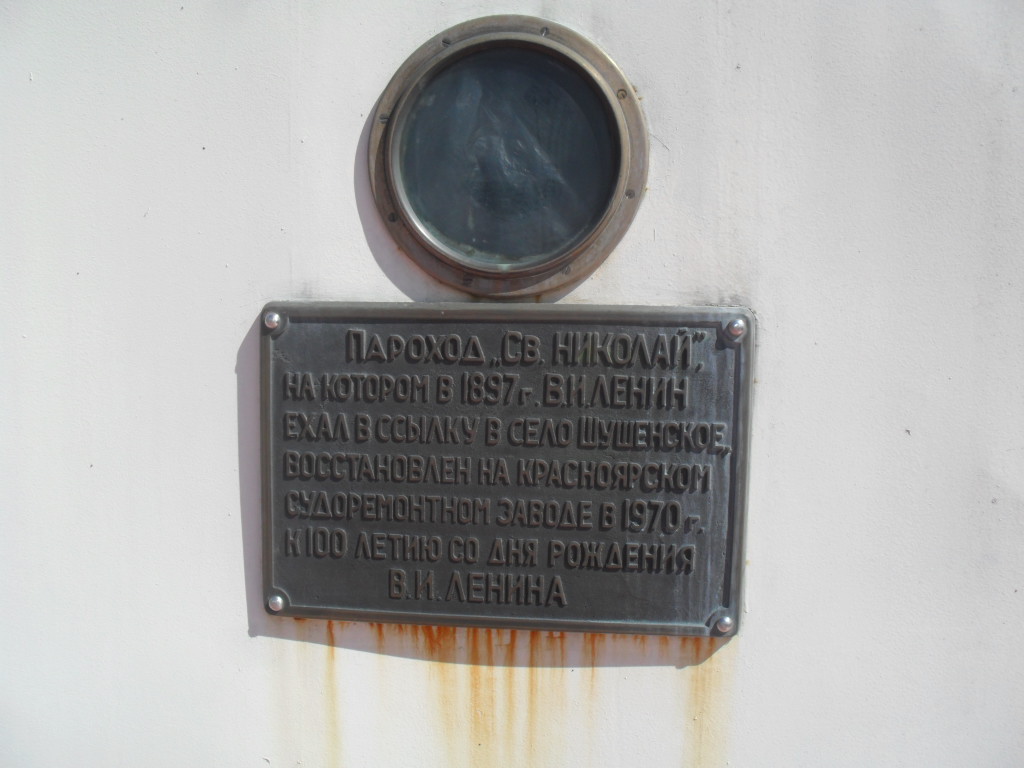 ПАРОХОД „СВ. НИКОЛАЙ",
НА КОТОРОМ В 1897 г. В.И.ЛЕНИН
ЕХАЛ В ССЫЛКУ В СЕЛО ШУШЕНСКОЕ,
ВОССТАНОВЛЕН НА КРАСНОЯРСКОМ
СУДОРЕМОНТНОМ ЗАВОДЕ В 1970 г.
К 100 ЛЕТИЮ СО ДНЯ РОЖДЕНИЯ
В. И. ЛЕНИНА